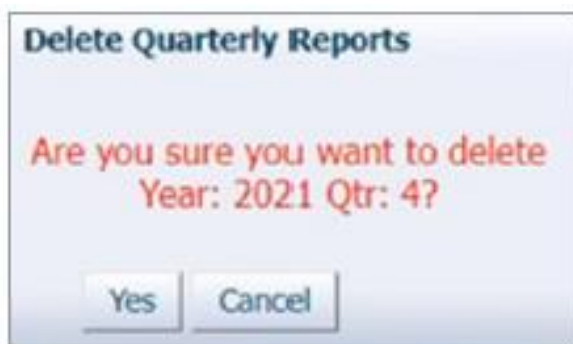 Delete Quarterly Reports
Are you sure you want to delete
Year: 2021 Qtr: 4?
Yes Cancel